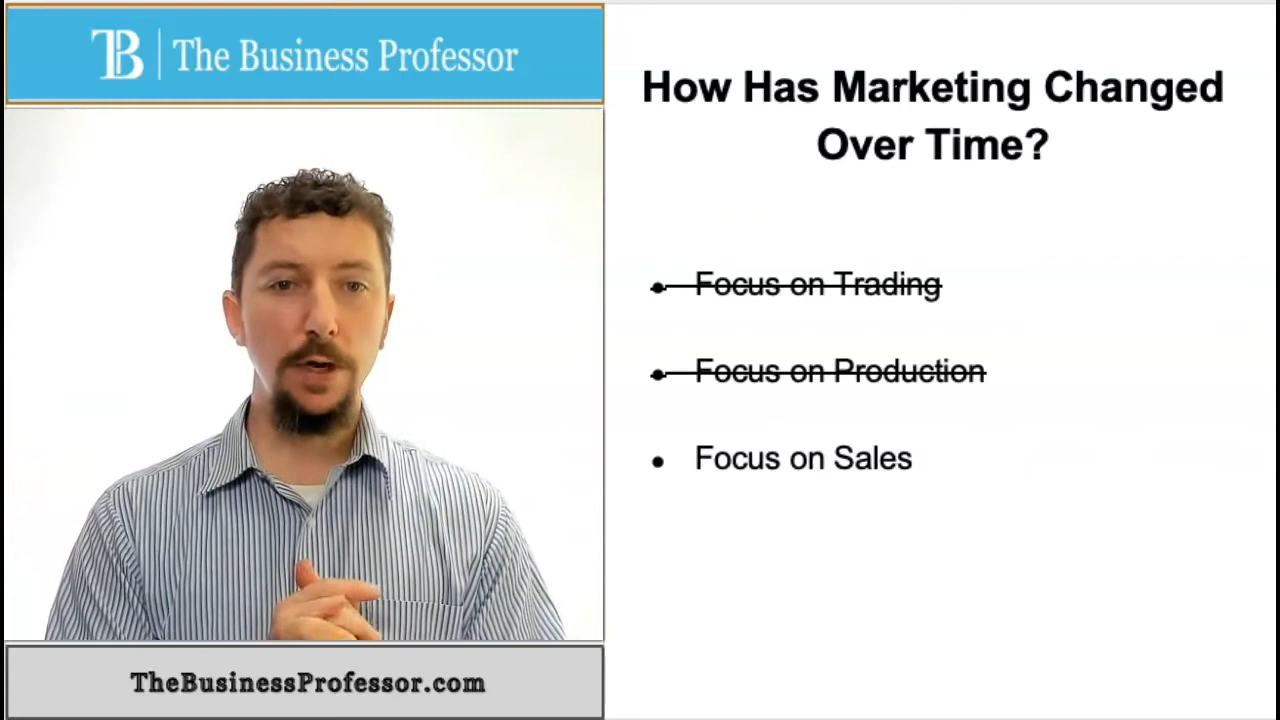 TB
The Business Professor
How Has Marketing Changed
Over Time?
Focus on Trading
Focus on Production
Focus on Sales
TheBusinessProfessor.com